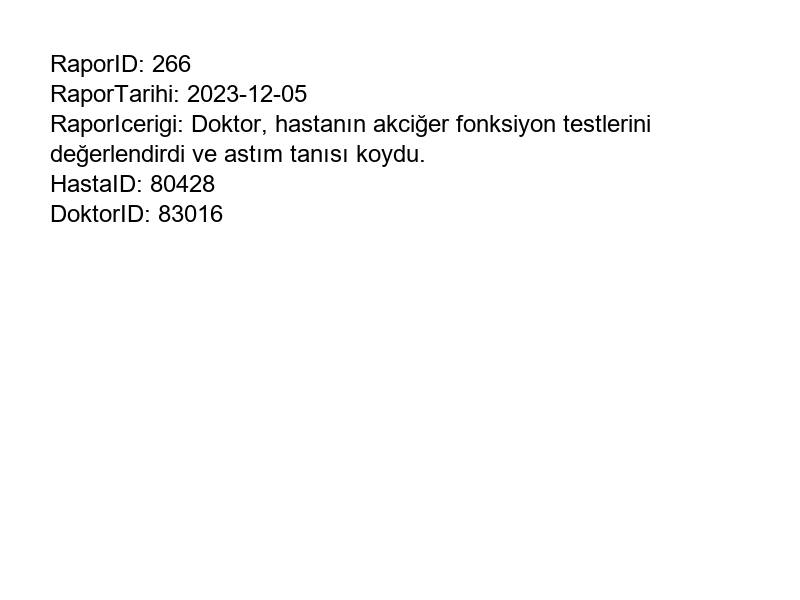 RaporID: 266
RaporTarihi: 2023-12-05
RaporIcerigi: Doktor, hastanın akciğer fonksiyon testlerini
değerlendirdi ve astım tanısı koydu.
HastaID: 80428
DoktorID: 83016